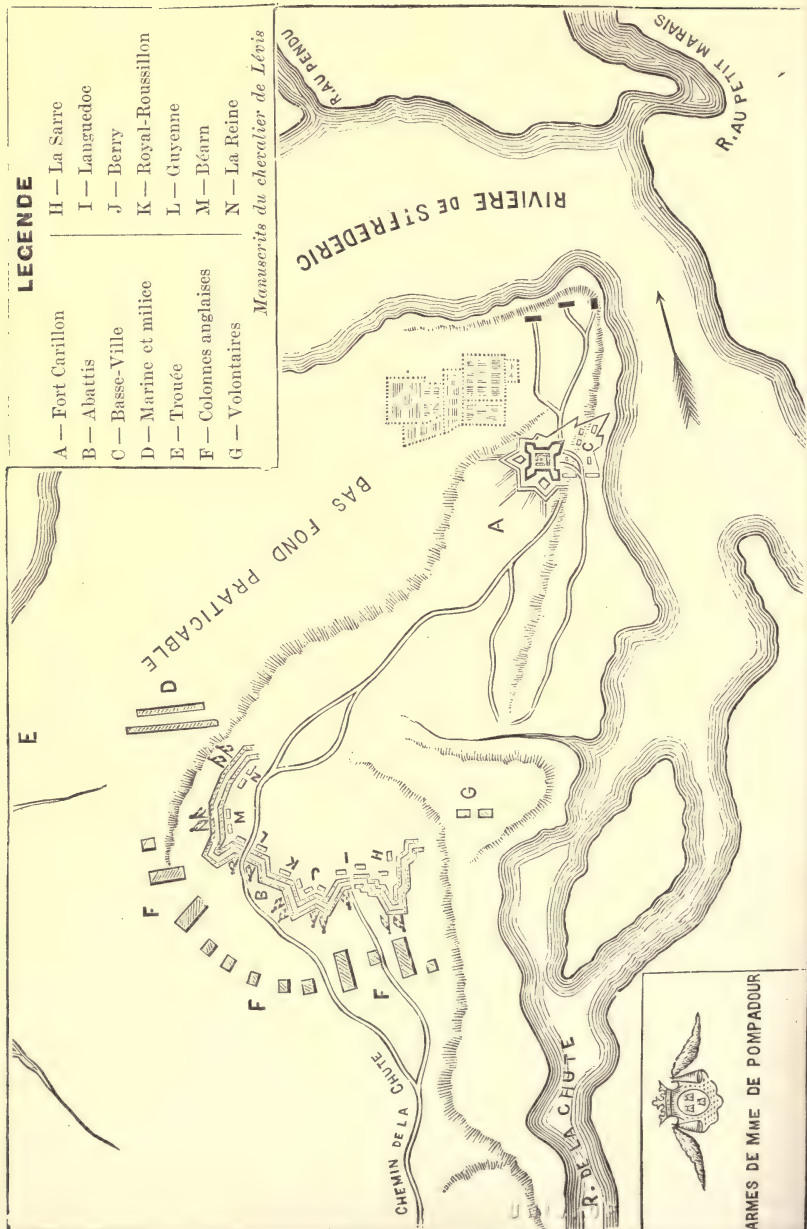 LEGENDE
A — Fort Carillon
B — Abattis
C — Basse-Ville
D — Marine et milice
E — Trouée
F — Colonnes anglaises
G — Volontaires
H — La Sarre
I — Languedoc
J — Berry
K — Royal-Roussillon
L — Guyenne
M — Béarn
N — La Reine
Manuscrits du chevalier de Lévis
R. AU PENDU
R. AU PETIT MARAIS
RIVIERE DE ST FREDERIC
BAS FOND PRATICABLE
E
D
A
C
F
F
F
B
N
M
L
K
J
I
H
G
CHEMIN DE LA CHUTE
R. DE LA CHUTE
ARMES DE MME DE POMPADOUR